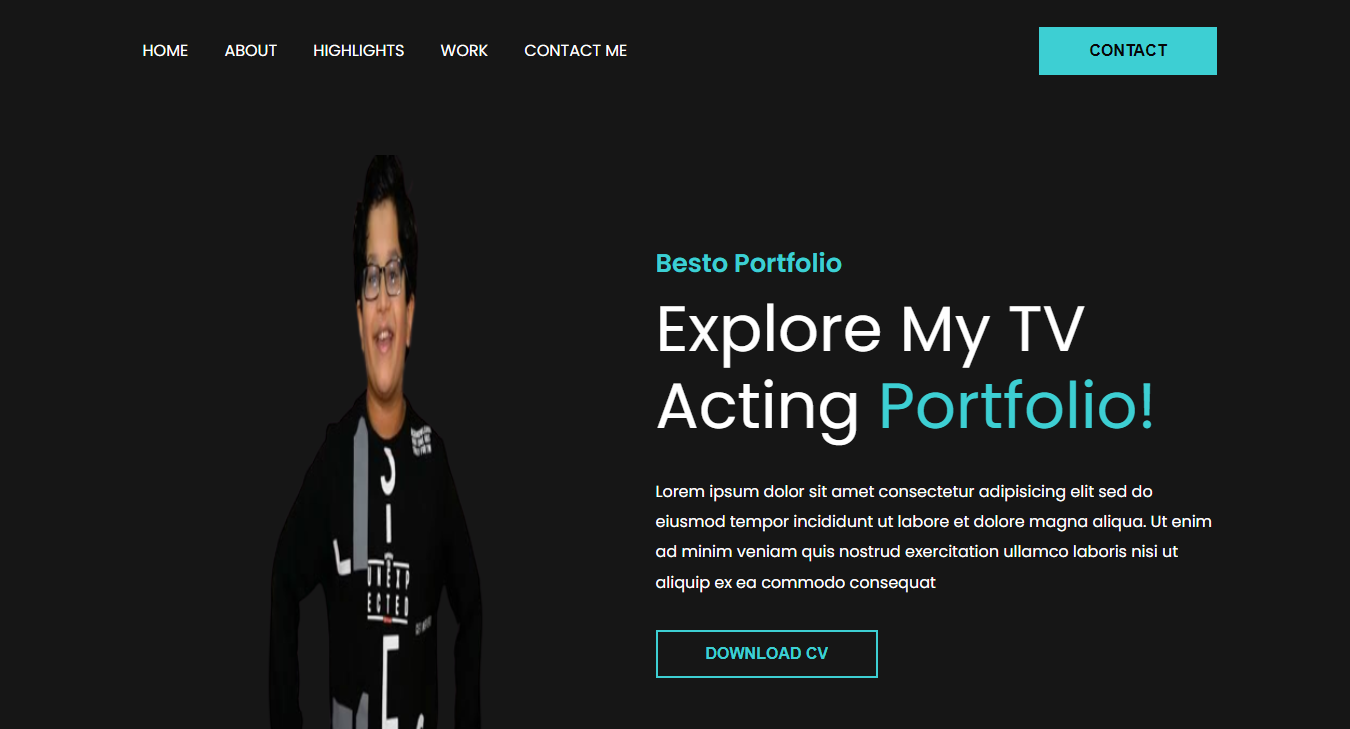 HOME ABOUT HIGHLIGHTS WORK CONTACT ME CONTACT
Besto Portfolio
Explore My TV
Acting Portfolio!
Lorem ipsum dolor sit amet consectetur adipisicing elit sed do
eiusmod tempor incididunt ut labore et dolore magna aliqua. Ut enim
ad minim veniam quis nostrud exercitation ullamco laboris nisi ut
aliquip ex ea commodo consequat
DOWNLOAD CV
UNEXP
ECTED